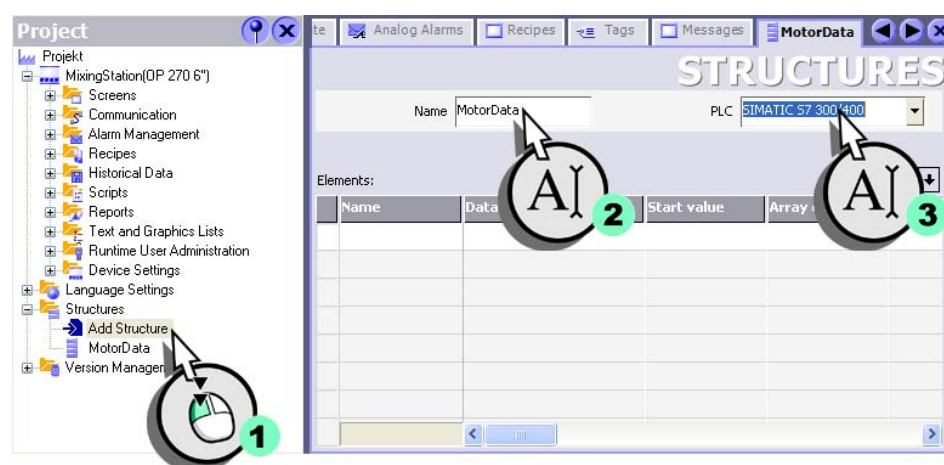 Project
Projekt
MixingStation(OP 270 6")
Screens
Communication
Alarm Management
Recipes
Historical Data
Scripts
Reports
Text and Graphics Lists
Runtime User Administration
Device Settings
Language Settings
Structures
Add Structure
MotorData
Version Manager
1
te Analog Alarms Recipes Tags Messages MotorData
STRUCTURES
Name MotorData PLC SIMATIC S7 300/400
Elements:
Name Data Start value Array
A 2 A 3